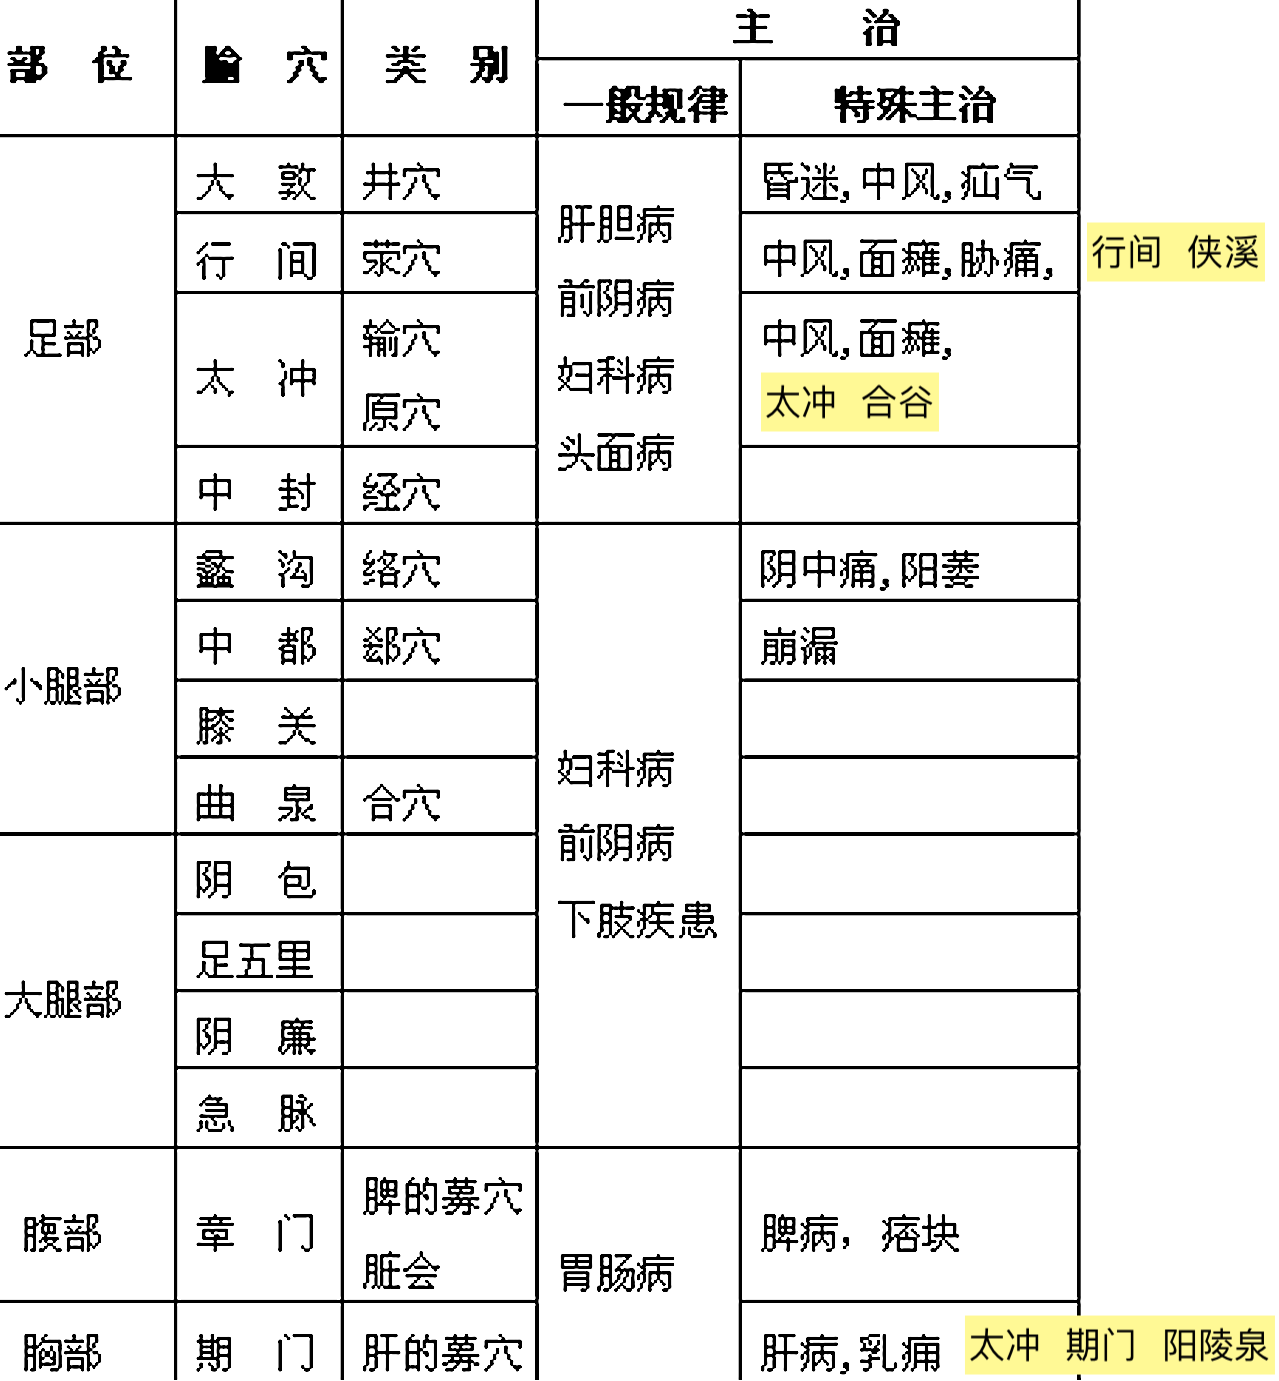 部 位 腧 穴 类 别 主 治
一般规律 特殊主治
足部
大 敦 井穴
行 间 荥穴
太 冲 输穴
原穴
中 封 经穴
肝胆病
前阴病
妇科病
头面病
昏迷,中风,疝气
中风,面瘫,胁痛,
行间 侠溪
中风,面瘫,
太冲 合谷
小腿部
蠡 沟 络穴
中 都 郄穴
膝 关
曲 泉 合穴
大腿部
阴 包
足五里
阴 廉
急 脉
妇科病
前阴病
下肢疾患
阴中痛,阳萎
崩漏
腹部
章 门
脾的募穴
脏会
胃肠病
脾病，痞块
胸部
期 门 肝的募穴
肝病,乳痈
太冲 期门 阳陵泉